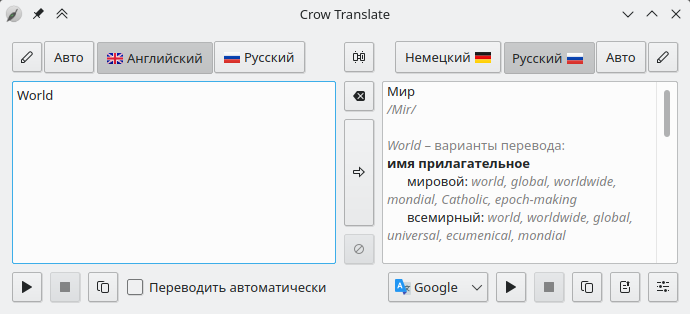 Crow Translate
Авто Английский Русский Немецкий Русский Авто
World
Мир
/Mir/
World – варианты перевода:
имя прилагательное
мировой: world, global, worldwide,
mondial, Catholic, epoch-making
всемирный: world, worldwide, global,
universal, ecumenical, mondial
Переводить автоматически Google